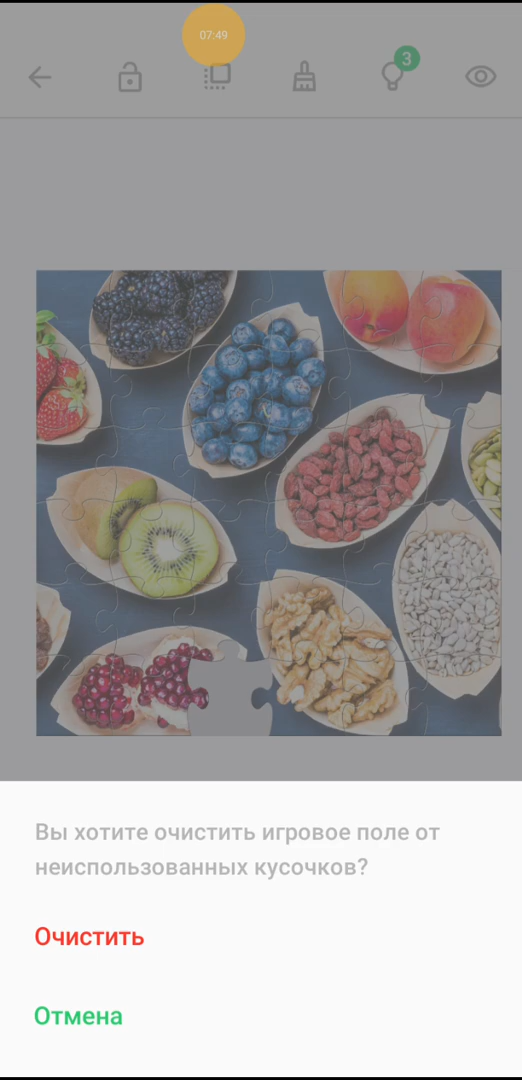 07:49
3
Вы хотите очистить игровое поле от
неиспользованных кусочков?
Очистить
Отмена